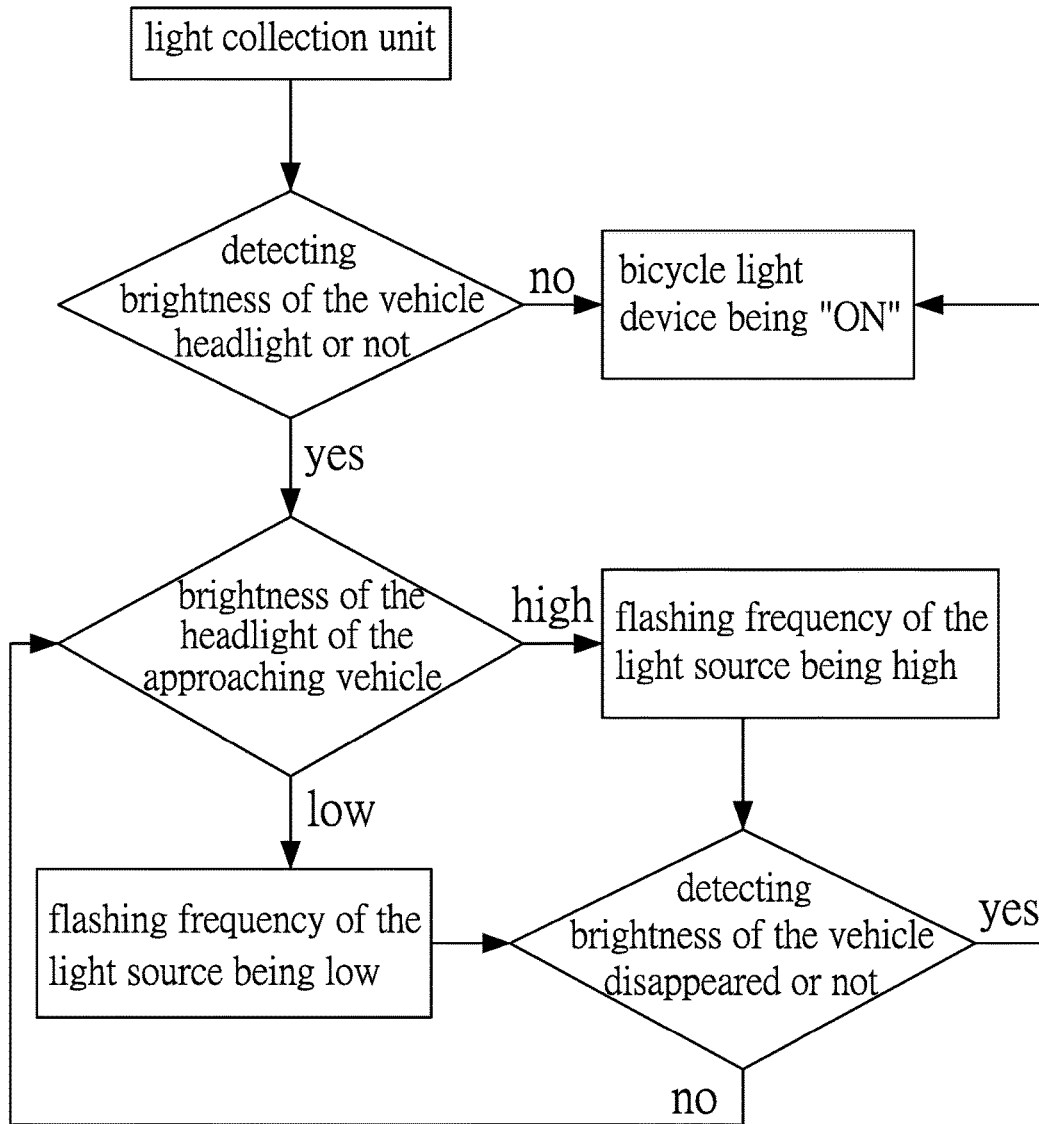 light collection unit
detecting
brightness of the vehicle
headlight or not
no
bicycle light
device being "ON"
yes
brightness of the
headlight of the
approaching vehicle
high
flashing frequency of the
light source being high
low
flashing frequency of the
light source being low
detecting
brightness of the vehicle
disappeared or not
yes
no